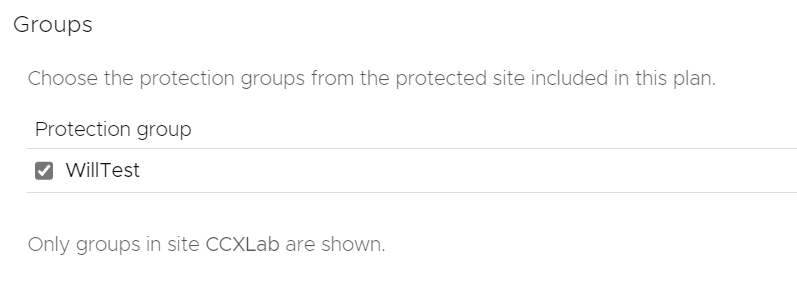 Groups
Choose the protection groups from the protected site included in this plan.
Protection group
WillTest
Only groups in site CCXLab are shown.